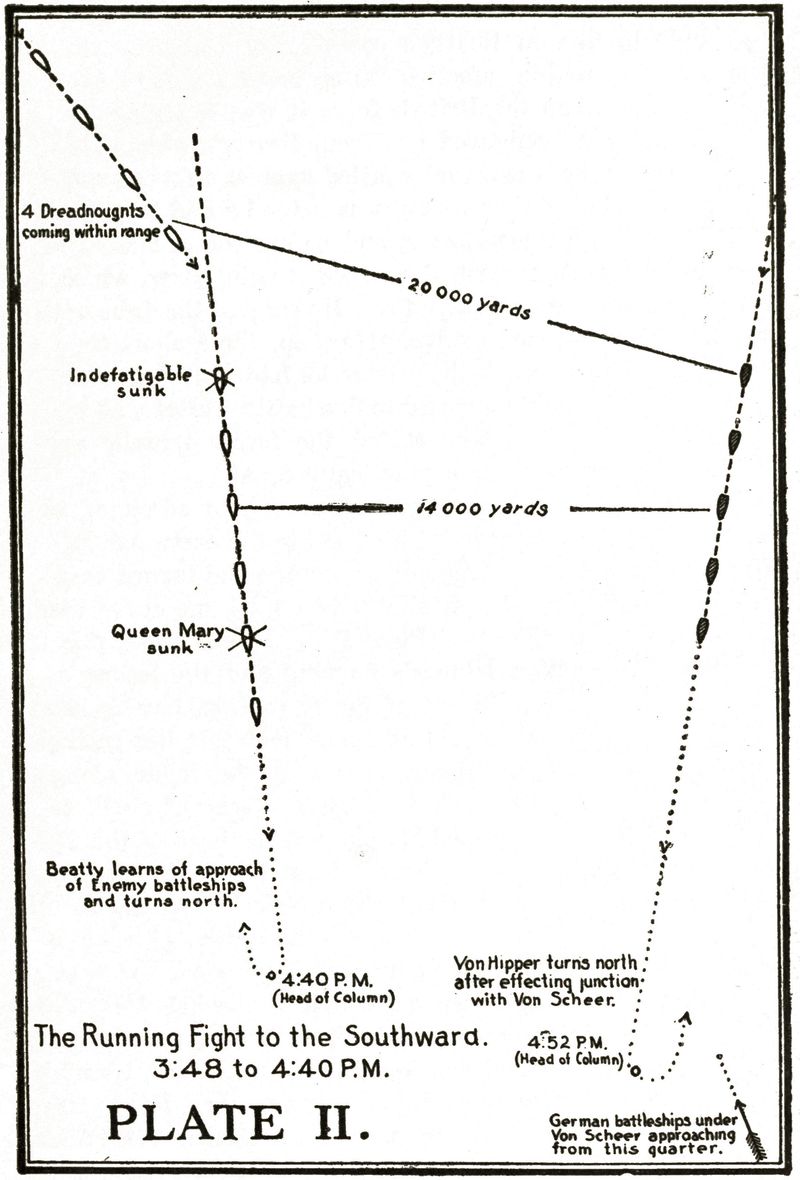 4 Dreadnoughts
coming within range
20 000 yards
Indefatigable
sunk
14 000 yards
Queen Mary
sunk
Beatty learns of approach
of Enemy battleships
and turns north.
4:40 P.M.
(Head of Column)
Von Hipper turns north
after effecting junction
with Von Scheer.
4:52 P.M.
(Head of Column)
The Running Fight to the Southward.
3:48 to 4:40 P.M.
PLATE II.
German battleships under
Von Scheer approaching
from this quarter.